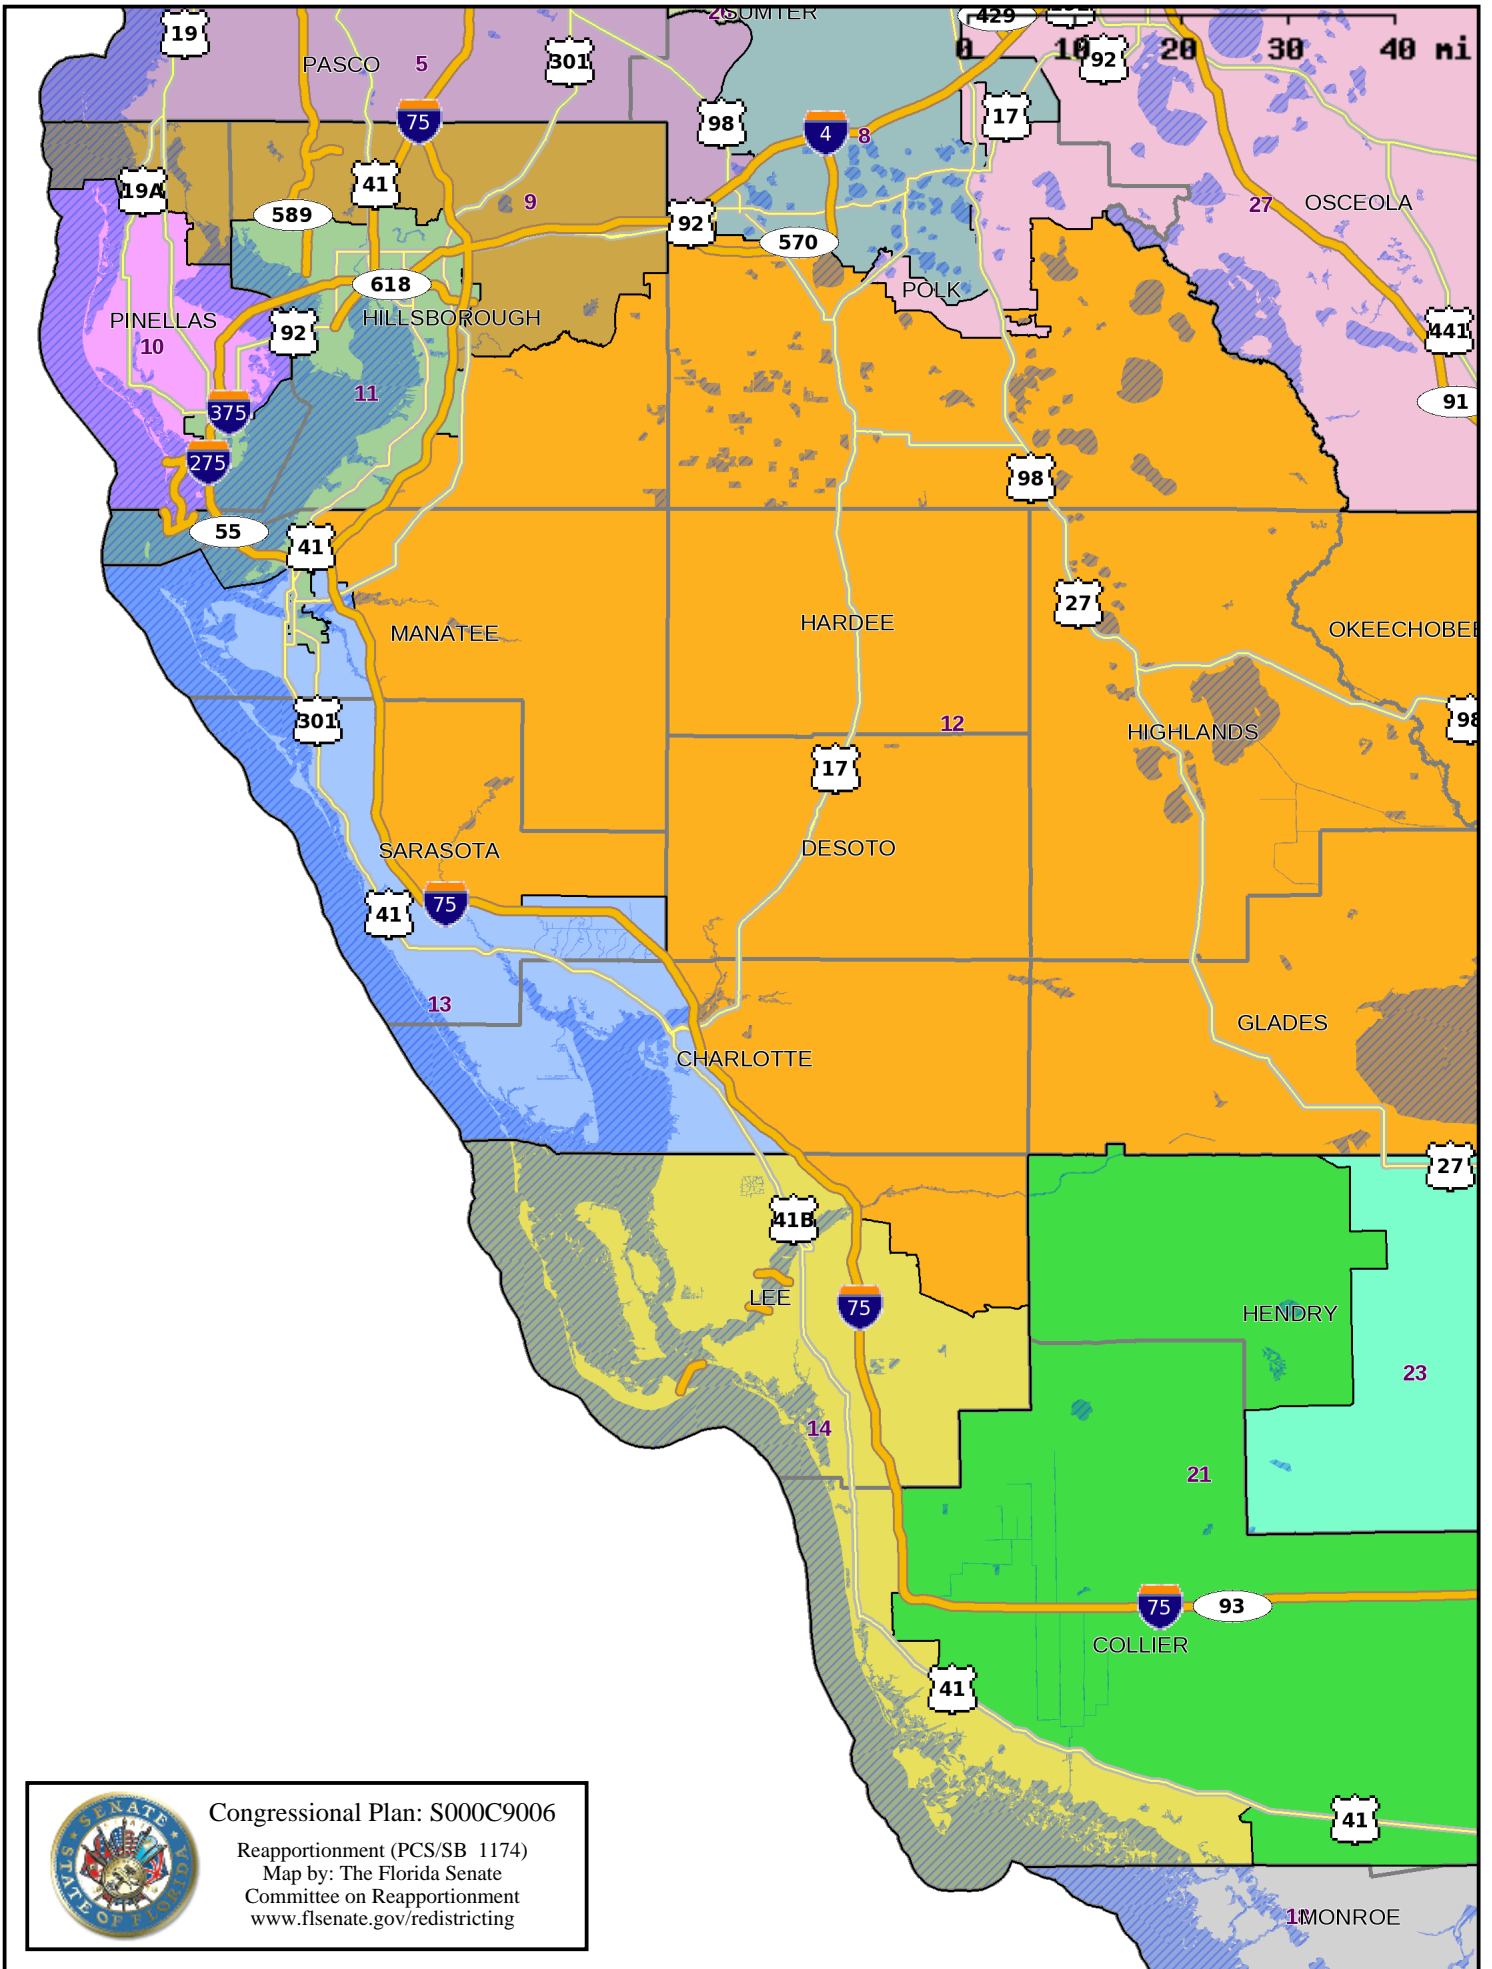 SUMTER
429
19
PASCO
5
301
0 10 20 30 40 mi
92
75
98
4
8
17
19A
41
9
589
92
570
27
OSCEOLA
618
POLK
PINELLAS
92
HILLSBOROUGH
441
10
11
375
91
275
98
55
41
27
MANATEE
HARDEE
OKEECHOBEE
301
12
HIGHLANDS
98
17
SARASOTA
DESOTO
41
75
13
GLADES
CHARLOTTE
27
41B
LEE
75
HENDRY
23
14
21
75
93
COLLIER
41
41
MONROE
SENATE
STATE OF FLORIDA
Congressional Plan: S000C9006
Reapportionment (PCS/SB 1174)
Map by: The Florida Senate
Committee on Reapportionment
www.flsenate.gov/redistricting